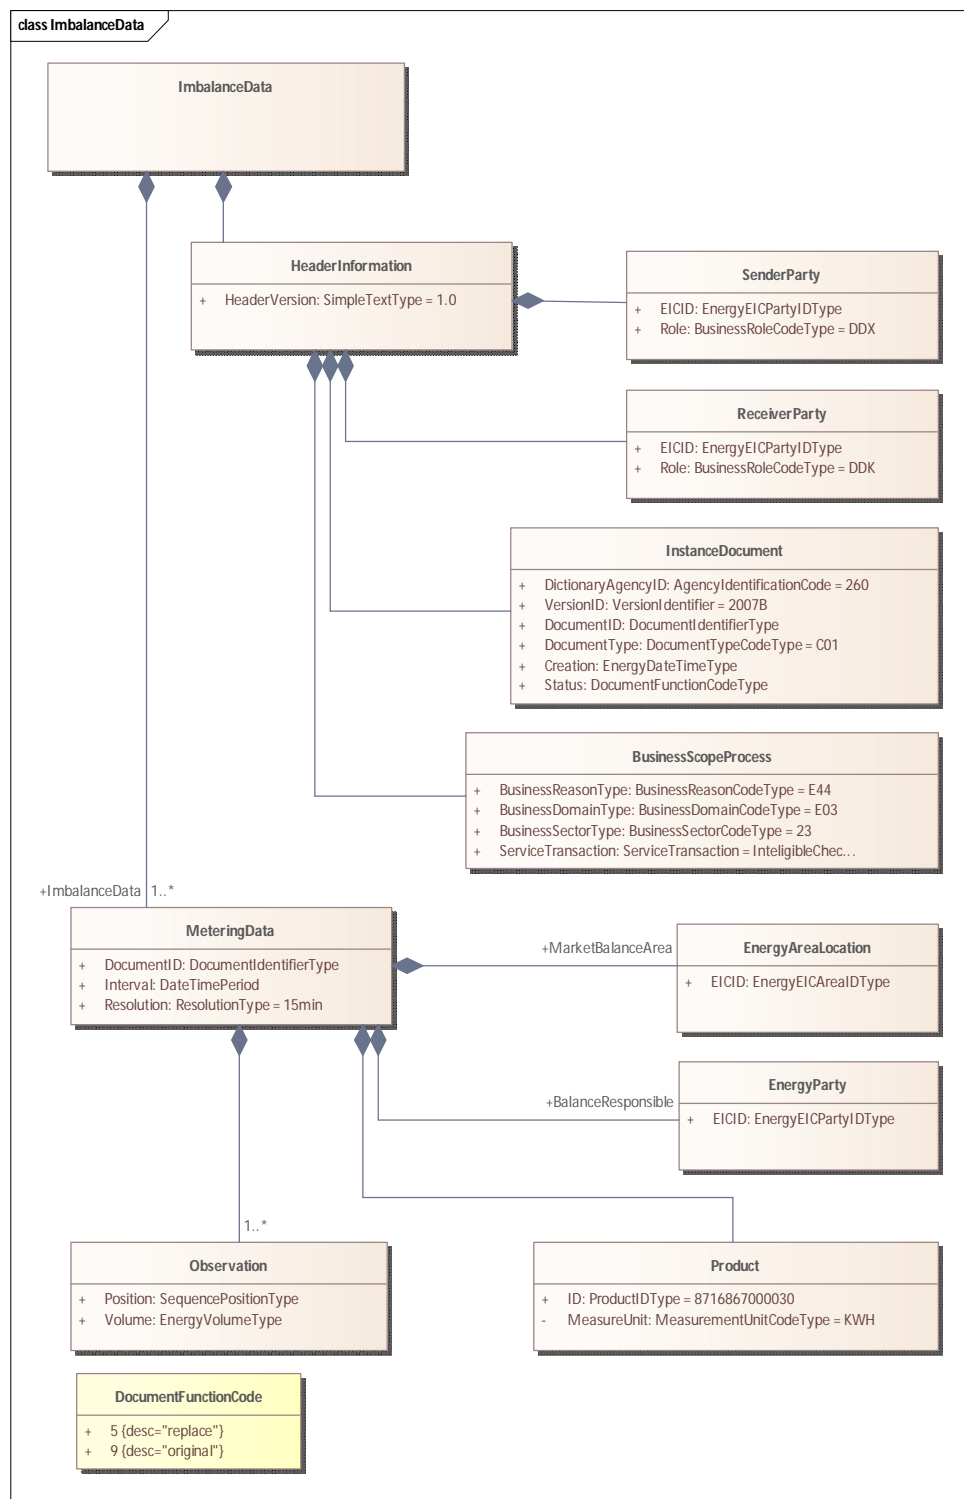 class ImbalanceData
ImbalanceData
HeaderInformation
+ HeaderVersion: SimpleTextType = 1.0
SenderParty
+ EICID: EnergyEICPartyIDType
+ Role: BusinessRoleCodeType = DDX
ReceiverParty
+ EICID: EnergyEICPartyIDType
+ Role: BusinessRoleCodeType = DDK
InstanceDocument
+ DictionaryAgencyID: AgencyIdentificationCode = 260
+ VersionID: VersionIdentifier = 2007B
+ DocumentID: DocumentIdentifierType
+ DocumentType: DocumentTypeCodeType = C01
+ Creation: EnergyDateTimeType
+ Status: DocumentFunctionCodeType
BusinessScopeProcess
+ BusinessReasonType: BusinessReasonCodeType = E44
+ BusinessDomainType: BusinessDomainCodeType = E03
+ BusinessSectorType: BusinessSectorCodeType = 23
+ ServiceTransaction: ServiceTransaction = InteligibleChec...
+ImbalanceData 1..*
MeteringData
+ DocumentID: DocumentIdentifierType
+ Interval: DateTimePeriod
+ Resolution: ResolutionType = 15min
+MarketBalanceArea
EnergyAreaLocation
+ EICID: EnergyEICAreaIDType
+BalanceResponsible
EnergyParty
+ EICID: EnergyEICPartyIDType
1..*
Observation
+ Position: SequencePositionType
+ Volume: EnergyVolumeType
Product
+ ID: ProductIDType = 8716867000030
- MeasureUnit: MeasurementUnitCodeType = KWH
DocumentFunctionCode
+ 5 {desc="replace"}
+ 9 {desc="original"}